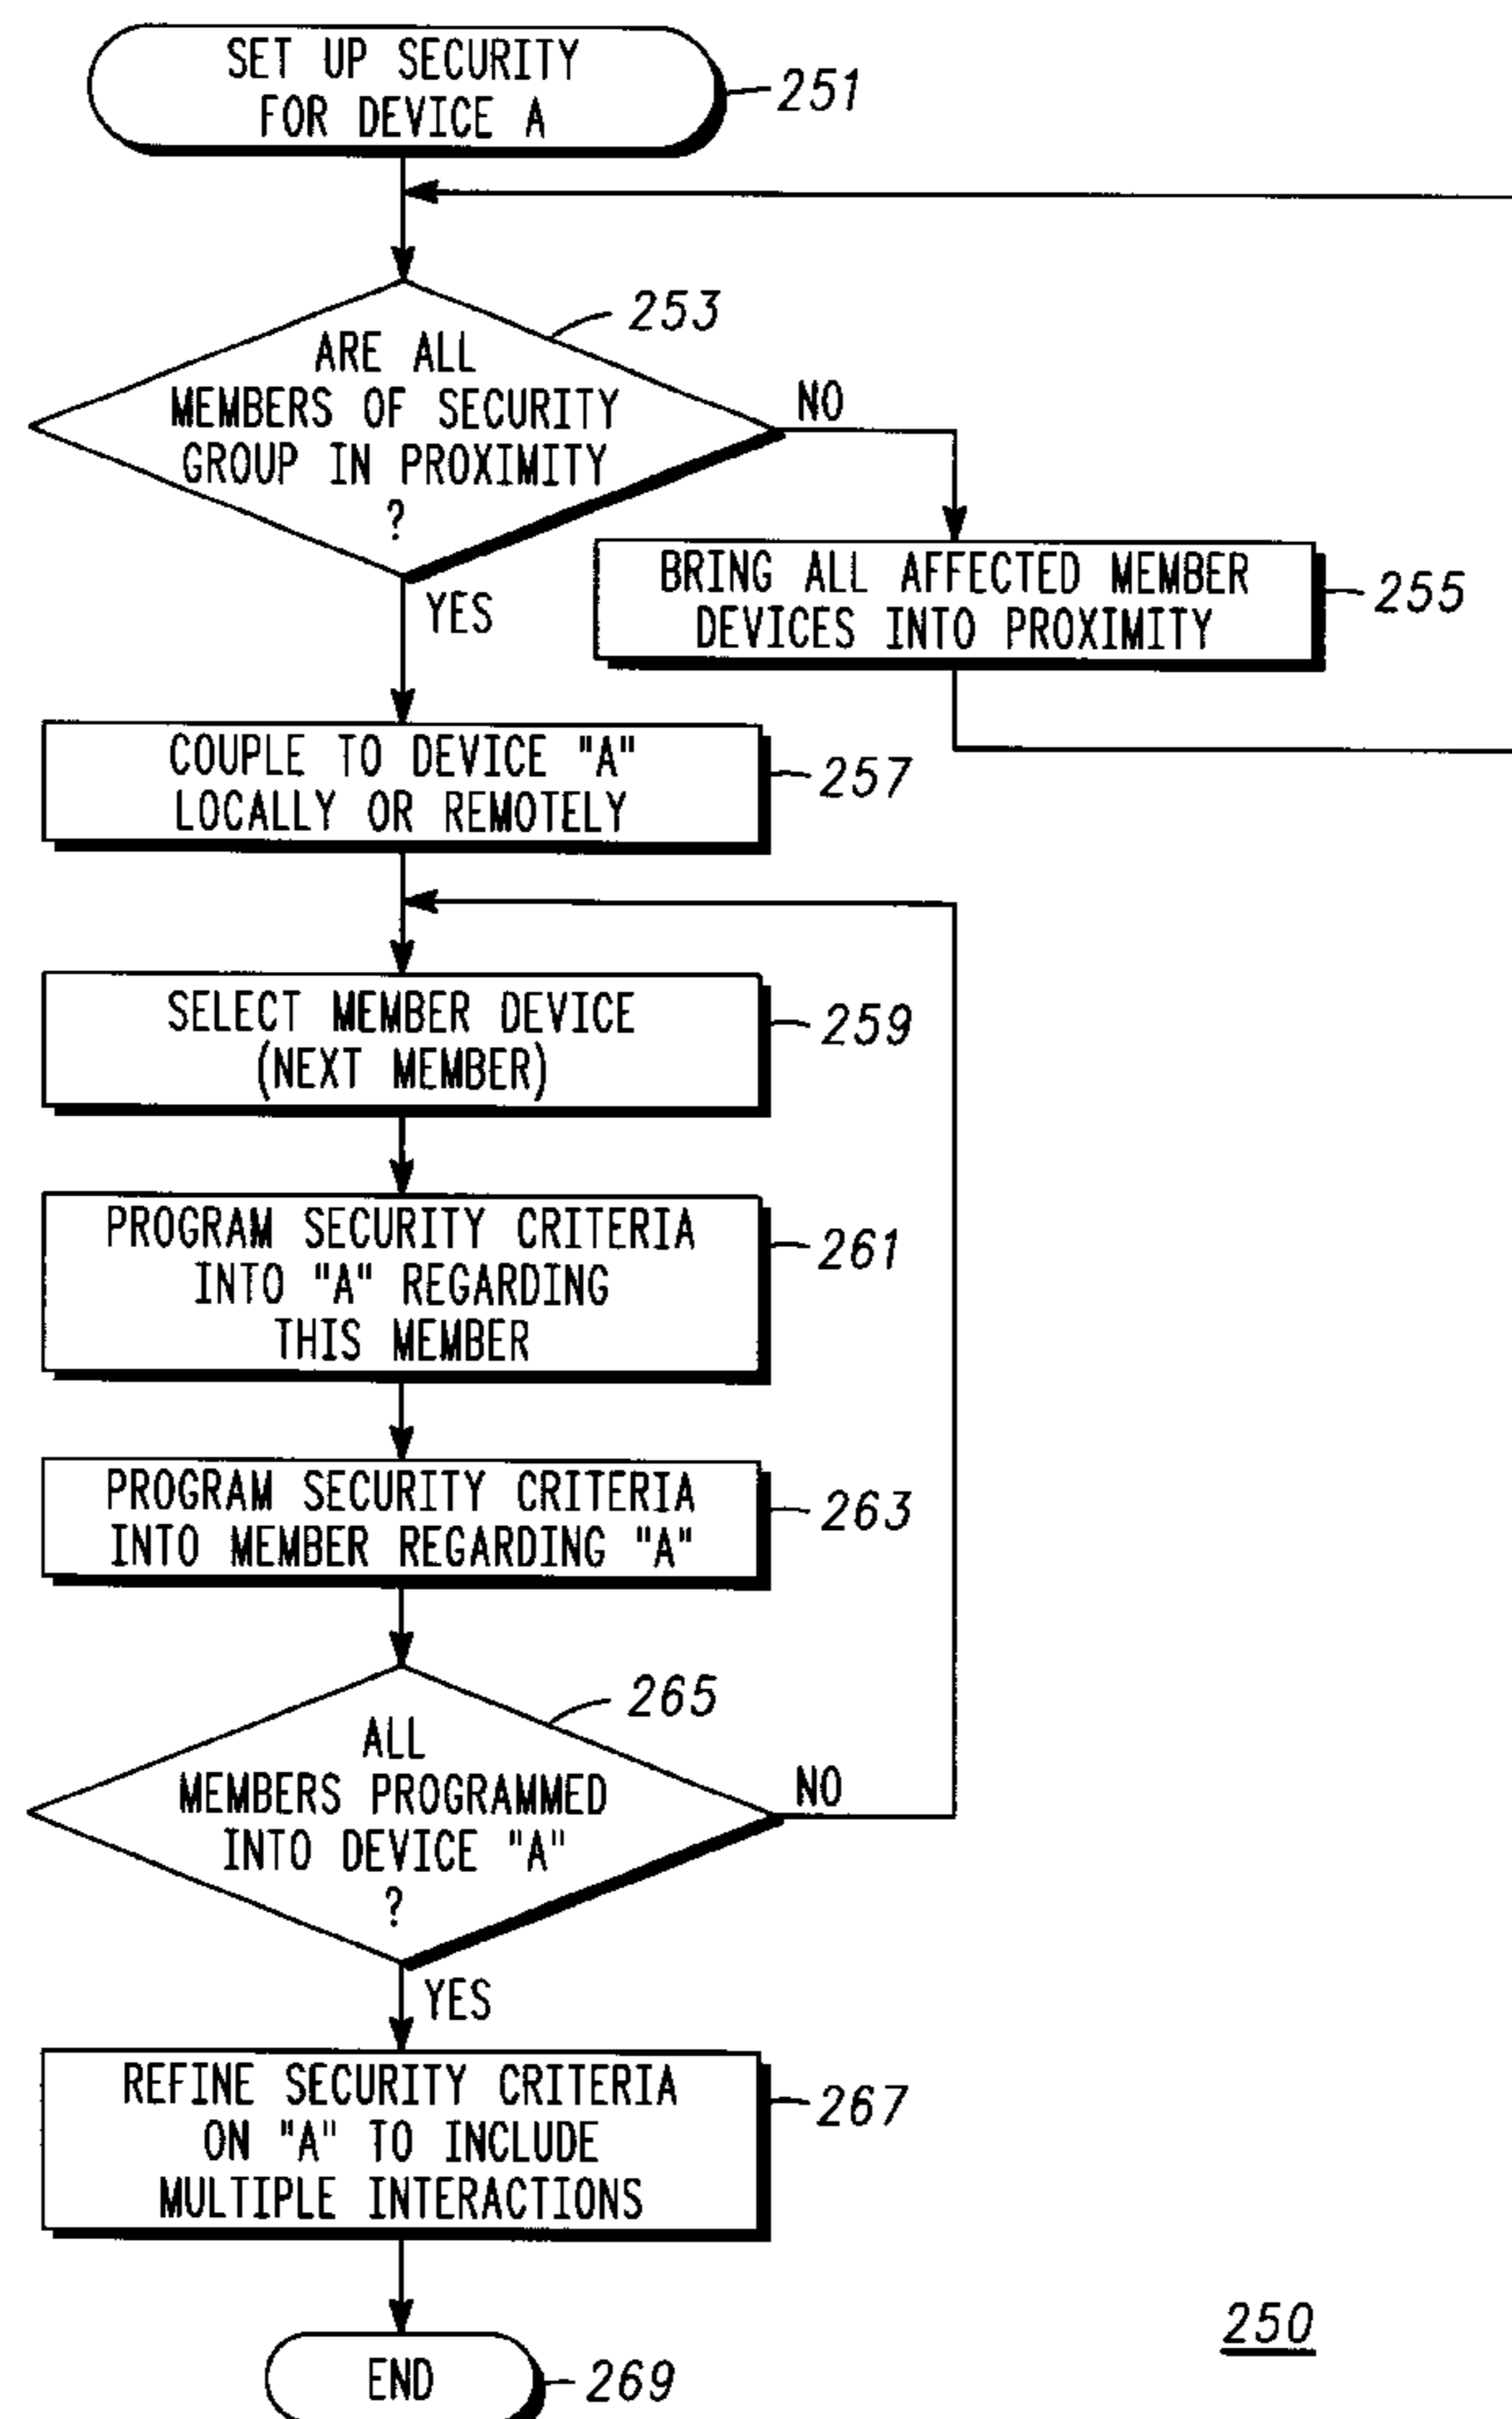 SET UP SECURITY
FOR DEVICE A
251
ARE ALL
MEMBERS OF SECURITY
GROUP IN PROXIMITY
?
253
NO
YES
BRING ALL AFFECTED MEMBER
DEVICES INTO PROXIMITY
255
COUPLE TO DEVICE "A"
LOCALLY OR REMOTELY
257
SELECT MEMBER DEVICE
(NEXT MEMBER)
259
PROGRAM SECURITY CRITERIA
INTO "A" REGARDING
THIS MEMBER
261
PROGRAM SECURITY CRITERIA
INTO MEMBER REGARDING "A"
263
ALL
MEMBERS PROGRAMMED
INTO DEVICE "A"
?
265
NO
YES
REFINE SECURITY CRITERIA
ON "A" TO INCLUDE
MULTIPLE INTERACTIONS
267
END
269
250